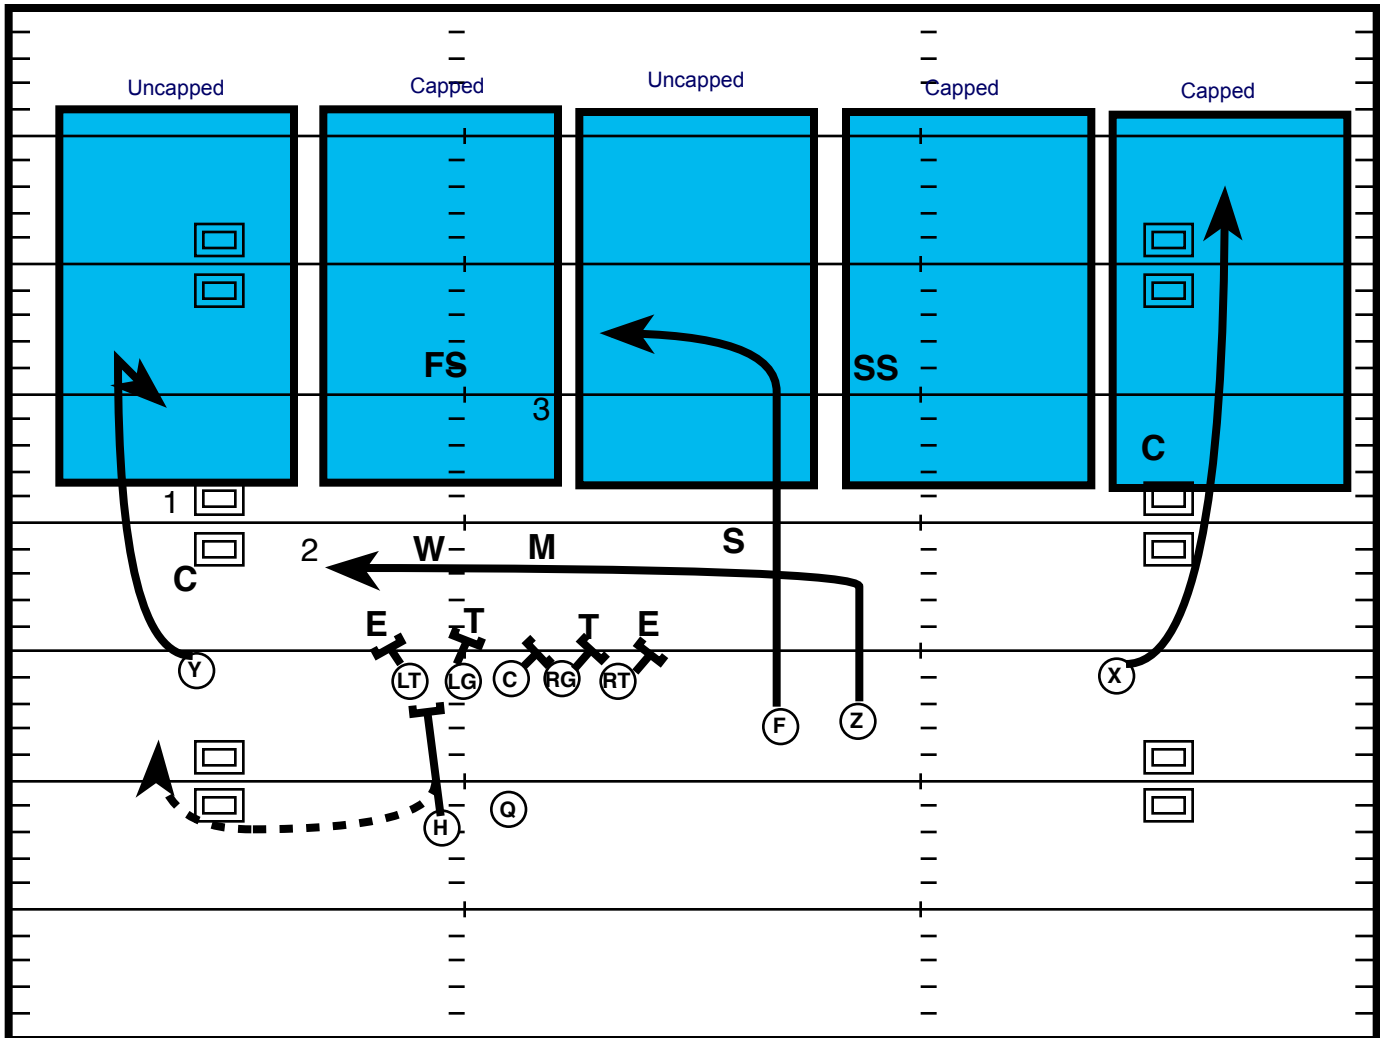 Uncapped Capped Uncapped Capped Capped
FS SS
3
C
1
2 W M S
C
E T T E
Y LT LG C RG RT X
F Z
Q
H